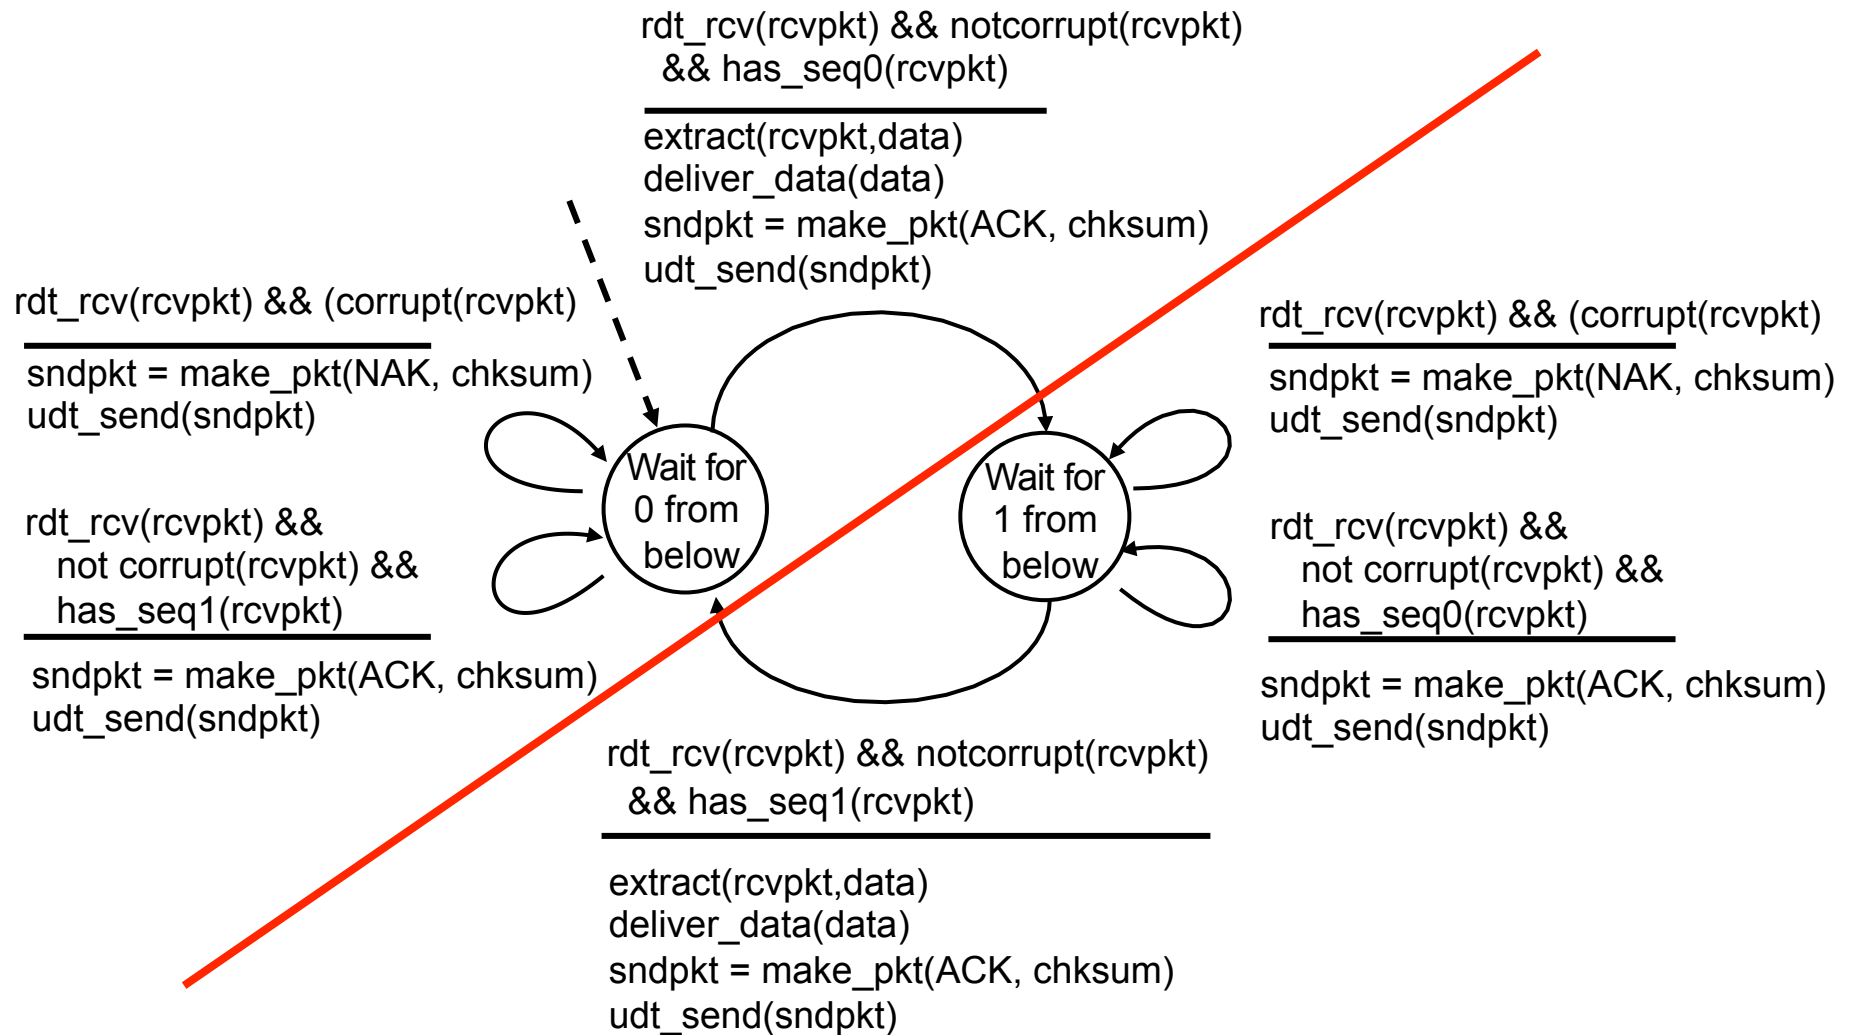 rdt_rcv(rcvpkt) && notcorrupt(rcvpkt)
&& has_seq0(rcvpkt)
extract(rcvpkt,data)
deliver_data(data)
sndpkt = make_pkt(ACK, chksum)
udt_send(sndpkt)
rdt_rcv(rcvpkt) && (corrupt(rcvpkt)
sndpkt = make_pkt(NAK, chksum)
udt_send(sndpkt)
rdt_rcv(rcvpkt) &&
not corrupt(rcvpkt) &&
has_seq1(rcvpkt)
sndpkt = make_pkt(ACK, chksum)
udt_send(sndpkt)
Wait for
0 from
below
Wait for
1 from
below
rdt_rcv(rcvpkt) && (corrupt(rcvpkt)
sndpkt = make_pkt(NAK, chksum)
udt_send(sndpkt)
rdt_rcv(rcvpkt) &&
not corrupt(rcvpkt) &&
has_seq0(rcvpkt)
sndpkt = make_pkt(ACK, chksum)
udt_send(sndpkt)
rdt_rcv(rcvpkt) && notcorrupt(rcvpkt)
&& has_seq1(rcvpkt)
extract(rcvpkt,data)
deliver_data(data)
sndpkt = make_pkt(ACK, chksum)
udt_send(sndpkt)